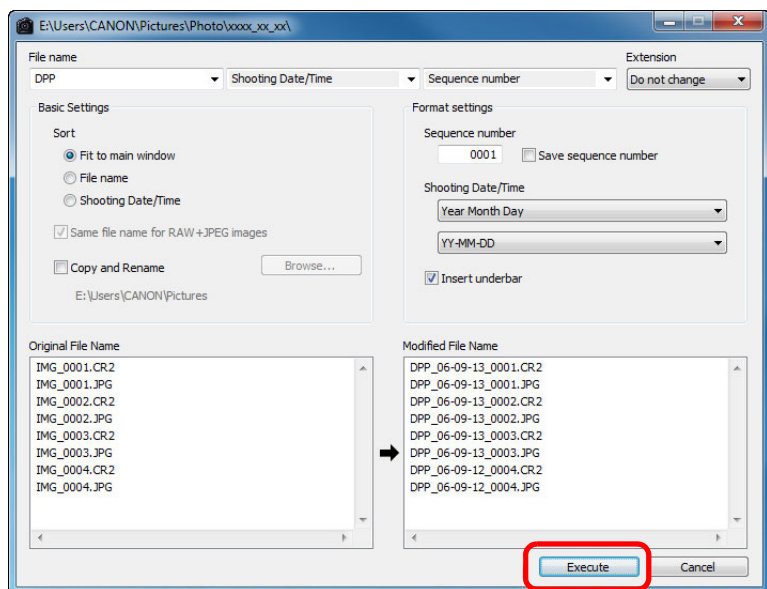 E:\Users\CANON\Pictures\Photo\xxxx_xx_xx\
File name
Extension
DPP
Shooting Date/Time
Sequence number
Do not change
Basic Settings
Sort
Fit to main window
File name
Shooting Date/Time
Same file name for RAW+JPEG images
Copy and Rename
Browse...
E:\Users\CANON\Pictures
Format settings
Sequence number
0001
Save sequence number
Shooting Date/Time
Year Month Day
YY-MM-DD
Insert underbar
Original File Name
IMG_0001.CR2
IMG_0001.JPG
IMG_0002.CR2
IMG_0002.JPG
IMG_0003.CR2
IMG_0003.JPG
IMG_0004.CR2
IMG_0004.JPG
Modified File Name
DPP_06-09-13_0001.CR2
DPP_06-09-13_0001.JPG
DPP_06-09-13_0002.CR2
DPP_06-09-13_0002.JPG
DPP_06-09-13_0003.CR2
DPP_06-09-13_0003.JPG
DPP_06-09-12_0004.CR2
DPP_06-09-12_0004.JPG
Execute
Cancel